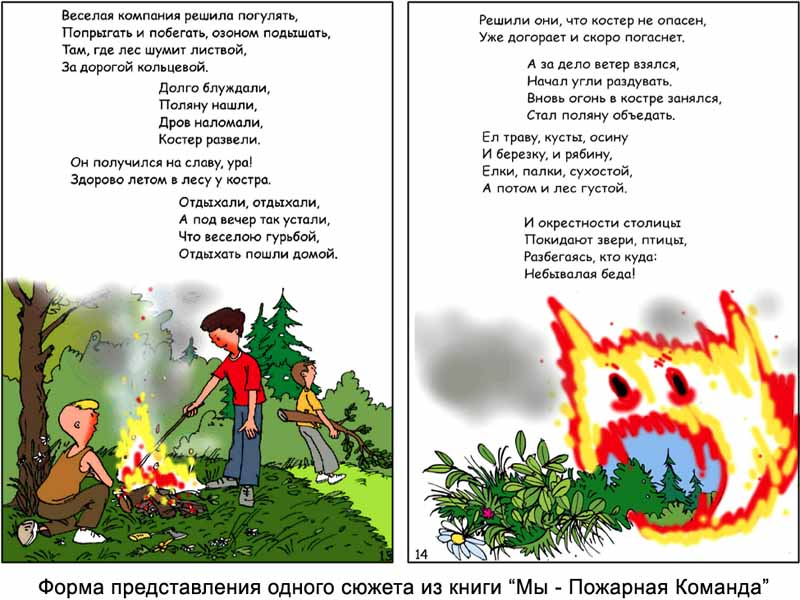 Веселая компания решила погулять,
Попрыгать и побегать, озоном подышать,
Там, где лес шумит листвой,
За дорогой кольцевой.
Долго блуждали,
Поляну нашли,
Дров наломали,
Костер развели.
Он получился на славу, ура!
Здорово летом в лесу у костра.
Отдыхали, отдыхали,
А под вечер так устали,
Что веселою гурьбой,
Отдыхать пошли домой.
Решили они, что костер не опасен,
Уже догорает и скоро погаснет.
А за дело ветер взялся,
Начал угли раздувать.
Вновь огонь в костре занялся,
Стал поляну объедать.
Ел траву, кусты, осину
И березку, и рябину,
Елки, палки, сухостой,
А потом и лес густой.
И окрестности столицы
Покидают звери, птицы,
Разбегаясь, кто куда:
Небывалая беда!
14
Форма представления одного сюжета из книги “Мы - Пожарная Команда”